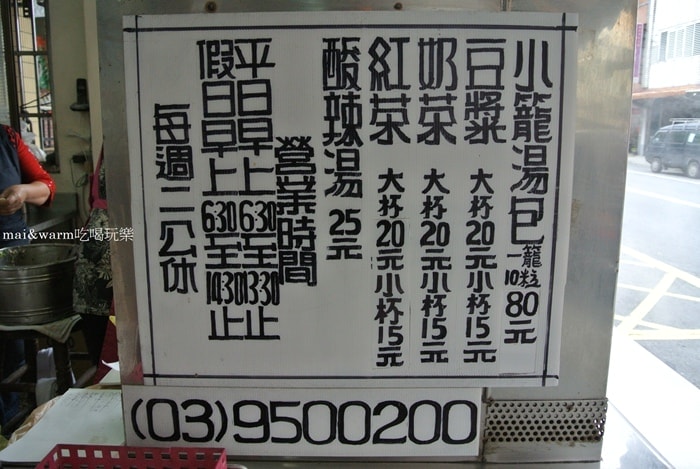 小籠湯包一籠10粒80元
豆漿 大杯20元小杯15元
奶茶 大杯20元小杯15元
紅茶 大杯20元小杯15元
酸辣湯 25元
營業時間
平日早上6:30至13:30止
假日早上6:30至14:30止
每週二公休
(03)9500200
mai&warm吃喝玩樂